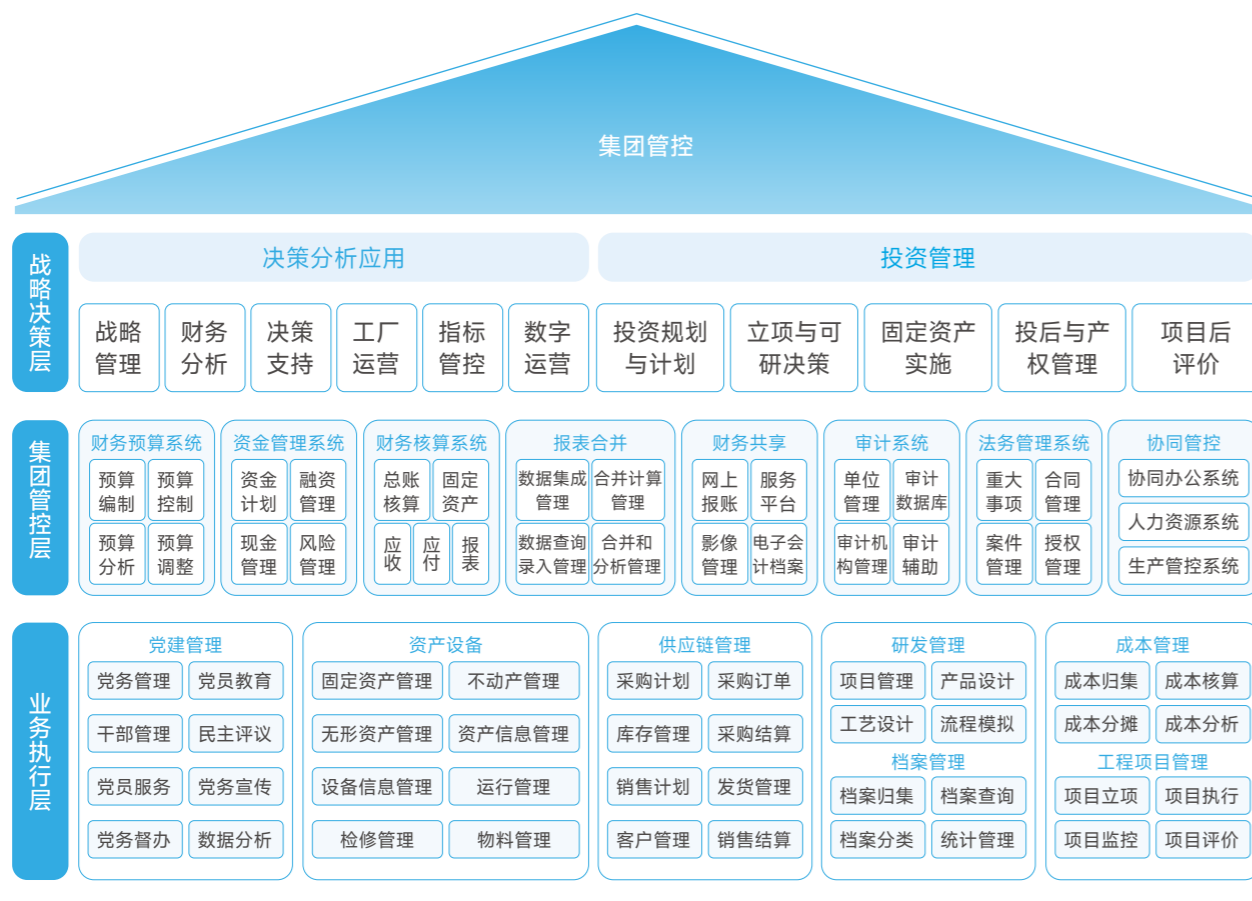 集团管控
战略决策层
决策分析应用
投资管理
战略
管理
财务
分析
决策
支持
工厂
运营
指标
管控
数字
运营
投资规划
与计划
立项与可
研决策
固定资产
实施
投后与产
权管理
项目后
评价
集团管控层
财务预算系统
预算
编制
预算
控制
预算
分析
预算
调整
资金管理系统
资金
计划
融资
管理
现金
管理
风险
管理
财务核算系统
总账
核算
固定
资产
应收
应付
报表
报表合并
数据集成
管理
合并计算
管理
数据查询
录入管理
合并和
分析管理
财务共享
网上
报账
服务
平台
影像
管理
电子会
计档案
审计系统
单位
管理
审计
数据库
审计机
构管理
审计
辅助
法务管理系统
重大
事项
合同
管理
案件
管理
授权
管理
协同管控
协同办公系统
人力资源系统
生产管控系统
业务执行层
党建管理
党务管理
党员教育
干部管理
民主评议
党员服务
党务宣传
党务督办
数据分析
资产设备
固定资产管理
不动产管理
无形资产管理
资产信息管理
设备信息管理
运行管理
检修管理
物料管理
供应链管理
采购计划
采购订单
库存管理
采购结算
销售计划
发货管理
客户管理
销售结算
研发管理
项目管理
产品设计
工艺设计
流程模拟
档案管理
档案归集
档案查询
档案分类
统计管理
成本管理
成本归集
成本核算
成本分摊
成本分析
工程项目管理
项目立项
项目执行
项目监控
项目评价